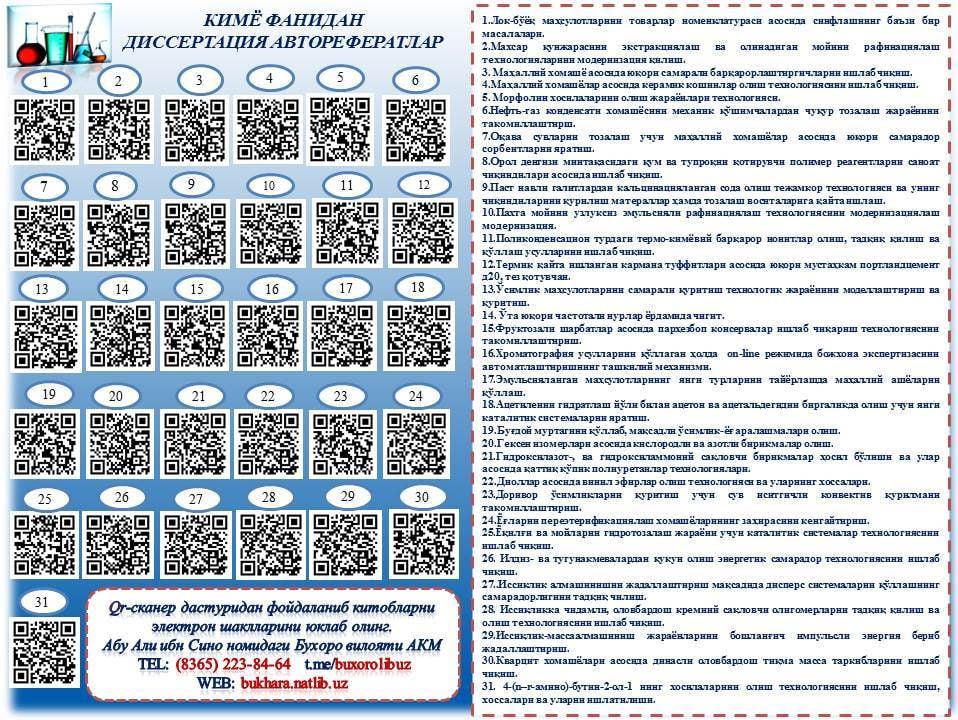 КИМЁ ФАНИДАН
ДИССЕРТАЦИЯ АВТОРЕФЕРАТЛАР
1
2
3
4
5
6
7
8
9
10
11
12
13
14
15
16
17
18
19
20
21
22
23
24
25
26
27
28
29
30
31
Qr-сканер дастуридан фойдаланиб китобларни
электрон шаклларини юклаб олинг.
Абу Али ибн Сино номидаги Бухоро вилояти АКМ
TEL: (8365) 223-84-64 t.me/buxorolibuz
WEB: bukhara.natlib.uz
1.Лок-бўёқ махсулотларини товарлар номенклатураси асосида синфлашнинг баъзи бир
масалалари.
2.Махсар қунжарасини экстракциялаш ва олинадиган мойини рафинациялаш
технологияларини модернизация қилиш.
3. Маҳаллий хомашё асосида юқори самарали барқарорлаштиргичларни ишлаб чиқиш.
4.Маҳаллий хомашёлар асосида керамик кошинлар олиш технологиясини ишлаб чиқиш.
5. Морфолин хосилаларини олиш жараёнлари технологияси.
6.Нефть-газ конденсати хомашёсини механик қўшимчалардан чуқур тозалаш жараёнини
такомиллаштирш.
7.Оқава сувларни тозалаш учун маҳаллий хомашёлар асосида юқори самарадор
сорбентларни яратиш.
8.Орол денгизи минтақасидаги қум ва тупроқни қотирувчи полимер реагентларни саноат
чиқиндилари асосида ишлаб чиқиш.
9.Паст навли галитлардан кальцинацияланган сода олиш тежамкор технологияси ва унинг
чиқиндиларини қурилиш матераллар ҳамда тозалаш воситаларига қайта ишлаш.
10.Пахта мойини узлуксиз эмульсияли рафинациялаш технологиясини модернизациялаш
модернизация.
11.Поликонденсацион турдаги термо-кимёвий барқарор ионитлар олиш, тадқиқ қилиш ва
қўллаш усулларини ишлаб чиқиш.
12.Термик қайта ишланган кармана туффитлари асосида юқори мустаҳкам портландцемент
д20, тез қотувчан.
13.Ўсимлик махсулотларини самарали қуритиш технологик жараёнини моделлаштириш ва
қуритиш.
14. Ўта юқори частотали нурлар ёрдамида чигит.
15.Фруктозали шарбатлар асосида пархезбоп консервалар ишлаб чиқариш технологиясини
такомиллаштириш.
16.Хроматография усулларини қўллаган ҳолда on-line режимида божхона экспертизасини
автоматлаштиришнинг ташкилий механизми.
17.Эмульсияланган маҳсулотларнинг янги турларини тайёрлашда маҳаллий ашёларни
қўллаш.
18.Ацетиленни гидратлаш йўли билан ацетон ва ацетальдегидни биргаликда олиш учун янги
каталитик системаларни яратиш.
19.Буғдой муртагини қўллаб, мақсадли ўсимлик-ёғ аралашмалари олиш.
20.Гексен изомерлари асосида кислородли ва азотли бирикмалар олиш.
21.Гидроксилазот-, ва гидроксиламмоний сақловчи бирикмалар ҳосил бўлиши ва улар
асосида қаттиқ кўпик полиуретанлар технологиялари.
22.Диоллар асосида винил эфирлар олиш технологияси ва уларнинг хоссалари.
23.Доривор ўсимликларни қуритиш учун сув иситгичли конвектив қурилмани
такомиллаштириш.
24.Ёғларни переэтерификациялаш хомашёларининг захирасини кенгайтириш.
25.Ёқилғи ва мойларни гидротозалаш жараёни учун каталитик системалар технологиясини
ишлаб чиқиш.
26. Илдиз- ва тугунакмевалардан кукун олиш энергетик самарадор технологиясини ишлаб
чиқиш.
27.Иссиқлик алмашинишни жадаллаштириш мақсадида дисперс системаларни қўллашнинг
самарадорлигини тадқиқ чилиш.
28. Иссиқликка чидамли, оловбардош кремний сақловчи олигомерларни тадқиқ қилиш ва
олиш технологиясини ишлаб чиқиш.
29.Иссиқлик-массаалмашиниш жараёнларини бошланғич импульсли энергия бериб
жадаллаштириш.
30.Кварцит хомашёлари асосида динасли оловбардош тиқма масса таркибларини ишлаб
чиқиш.
31. 4-(n–r-амино)-бутин-2-ол-1 нинг хосилаларини олиш технологиясини ишлаб чиқиш,
хоссалари ва уларни ишлатилиши.